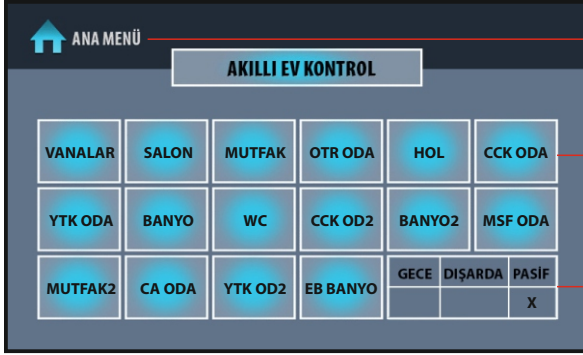 ANA MENÜ
AKILLI EV KONTROL
VANALAR SALON MUTFAK OTR ODA HOL CCK ODA
YTK ODA BANYO WC CCK OD2 BANYO2 MSF ODA
MUTFAK2 CA ODA YTK OD2 EB BANYO GECE DIŞARDA PASİF
X